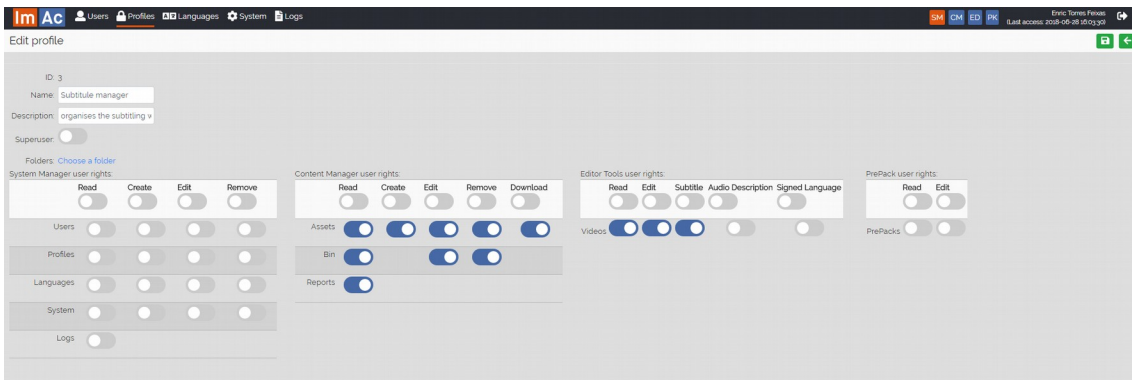 Im Ac Users Profiles Languages System Logs SM CM ED PK Enric Torres Feixas
(Last access: 2018-06-28 16:03:30)
Edit profile
ID: 3
Name: Subtitule manager
Description: organises the subtitling v
Superuser:
Folders: Choose a folder
System Manager user rights: Content Manager user rights: Editor Tools user rights: PrePack user rights:
Read Create Edit Remove Read Create Edit Remove Download Read Edit Subtitle Audio Description Signed Language Read Edit
Users Assets Videos PrePacks
Profiles Bin
Languages Reports
System
Logs